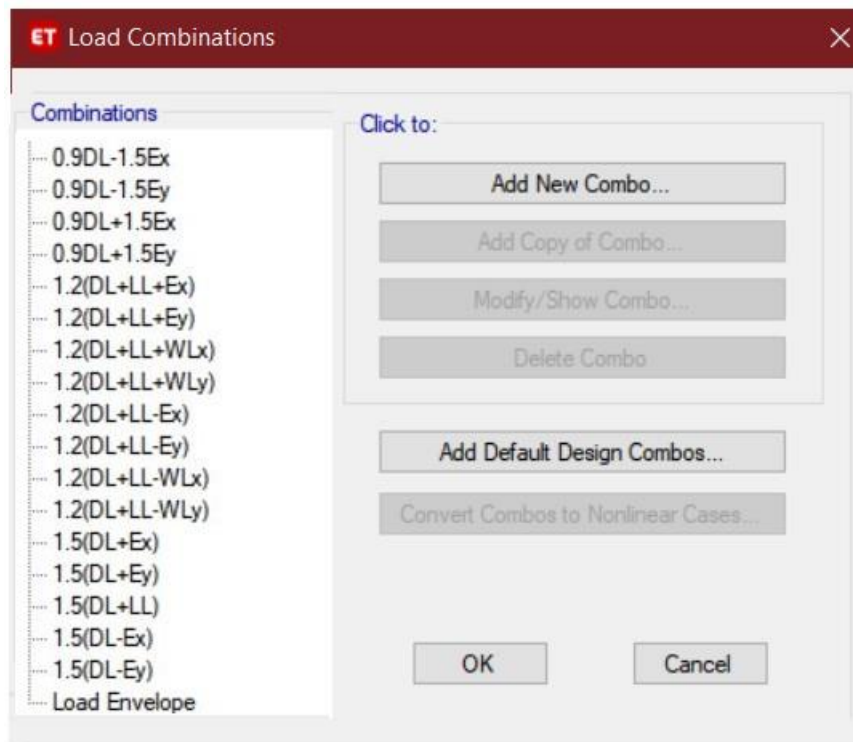 ET Load Combinations
Combinations
0.9DL-1.5Ex
0.9DL-1.5Ey
0.9DL+1.5Ex
0.9DL+1.5Ey
1.2(DL+LL+Ex)
1.2(DL+LL+Ey)
1.2(DL+LL+WLx)
1.2(DL+LL+WLy)
1.2(DL+LL-Ex)
1.2(DL+LL-Ey)
1.2(DL+LL-WLx)
1.2(DL+LL-WLy)
1.5(DL+Ex)
1.5(DL+Ey)
1.5(DL+LL)
1.5(DL-Ex)
1.5(DL-Ey)
Load Envelope
Click to:
Add New Combo...
Add Copy of Combo...
Modify/Show Combo...
Delete Combo
Add Default Design Combos...
Convert Combos to Nonlinear Cases...
OK
Cancel